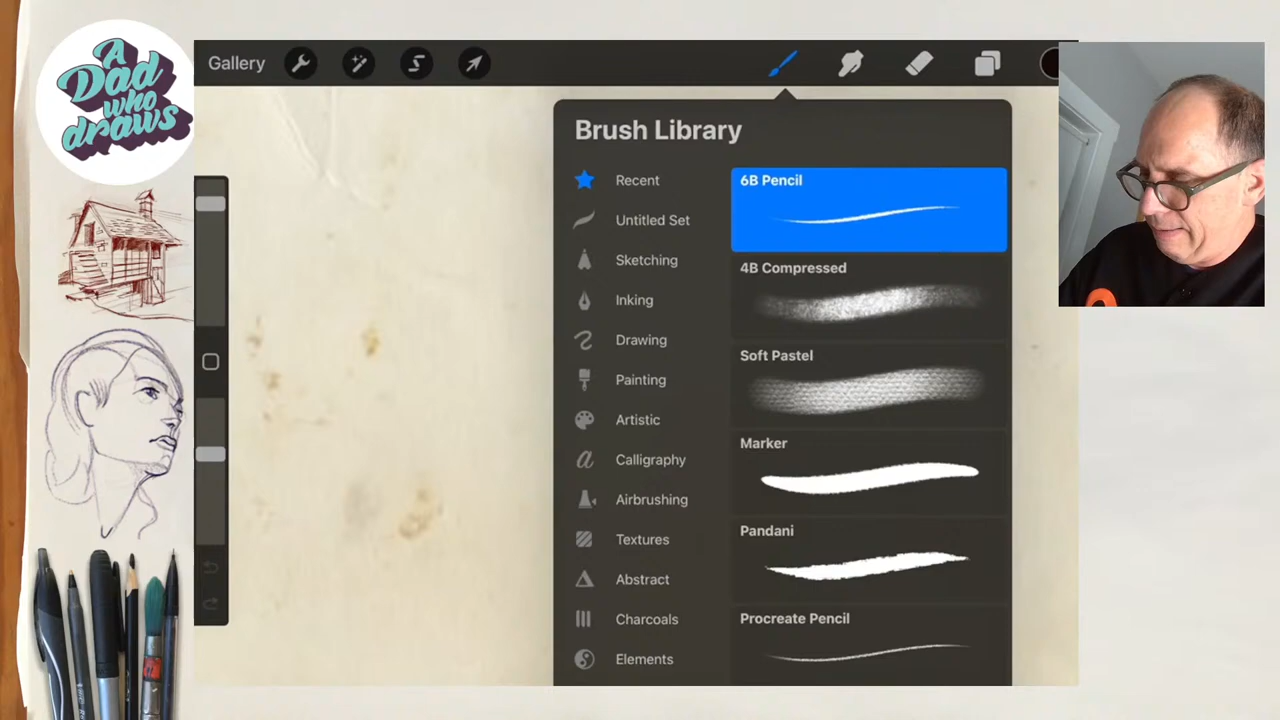 A
Dad
who
draws
Gallery
Brush Library
Recent
Untitled Set
Sketching
Inking
Drawing
Painting
Artistic
Calligraphy
Airbrushing
Textures
Abstract
Charcoals
Elements
6B Pencil
4B Compressed
Soft Pastel
Marker
Pandani
Procreate Pencil